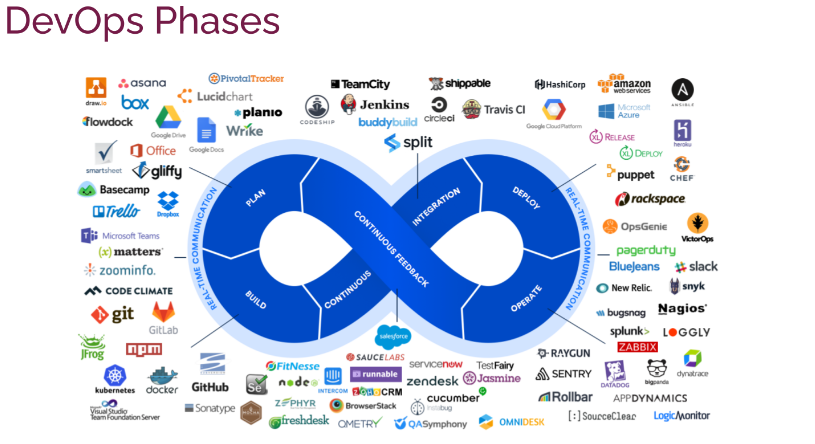 DevOps Phases
draw.io
asana
PivotalTracker
box
Lucidchart
flowdock
Google Drive
planio
Google Docs
Wrike
smartsheet
Office
gliffy
Basecamp
Trello
Dropbox
Microsoft Teams
(x) matters
zoominfo.
TeamCity
shippable
CODESHIP
Jenkins
circleci
Travis CI
buddybuild
split
HashiCorp
amazon
webservices
ANSIBLE
Google Cloud Platform
Microsoft
Azure
XL RELEASE
heroku
XL DEPLOY
puppet
CHEF
rackspace
OpsGenie
VictorOps
pagerduty
BlueJeans
slack
New Relic.
snyk
bugsnag
Nagios
splunk>
LOGGLY
ZABBIX
REAL-TIME COMMUNICATION
PLAN
BUILD
CONTINUOUS
INTEGRATION
CONTINUOUS FEEDBACK
DEPLOY
OPERATE
REAL-TIME COMMUNICATION
CODE CLIMATE
git
GitLab
JFrog
npm
kubernetes
docker
GitHub
Visual Studio
Team Foundation Server
Sonatype
MOCHA
Se
FitNesse
node
INTERCOM
ZEPHYR
freshdesk
salesforce
SAUCELABS
runnable
ZOHO CRM
BrowserStack
OMETRY
servicenow
TestFairy
zendesk
Jasmine
cucumber
Instabug
QASymphony
OMNIDESK
RAYGUN
SENTRY
Rollbar
[:]SourceClear
DATADOG
bigpanda
dynatrace
APPDYNAMICS
LogicMonitor